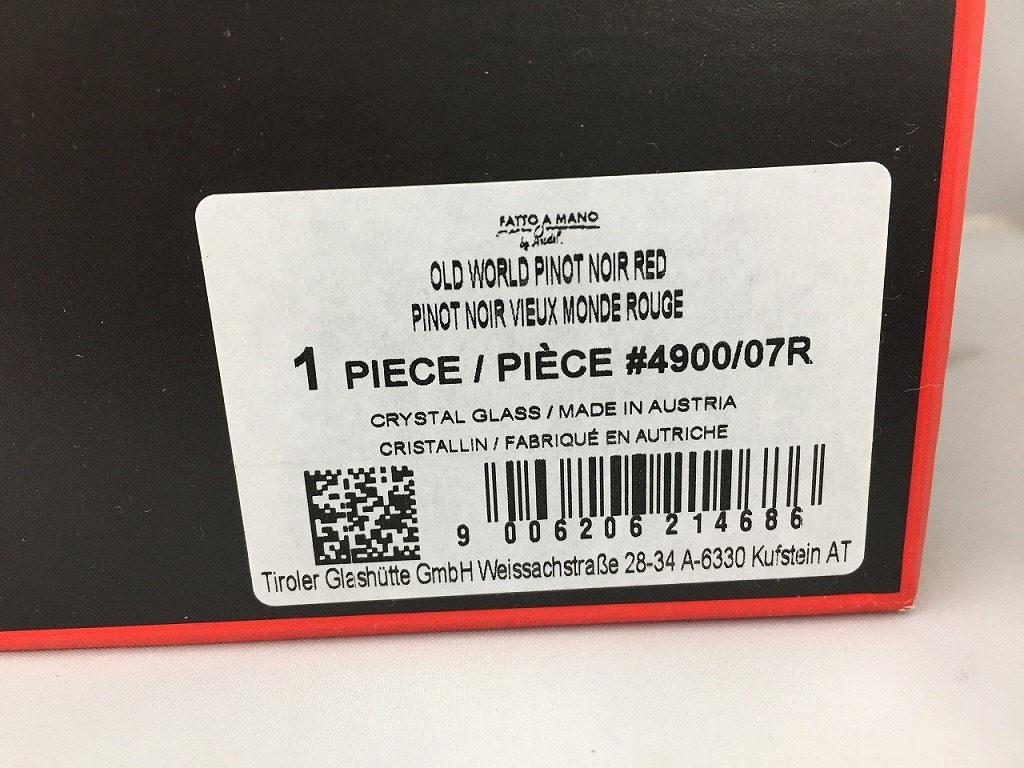 FATTO A MANO
by Riedel.
OLD WORLD PINOT NOIR RED
PINOT NOIR VIEUX MONDE ROUGE
1 PIECE / PIÈCE #4900/07R
CRYSTAL GLASS / MADE IN AUSTRIA
CRISTALLIN / FABRIQUÉ EN AUTRICHE
9 006206 214686
Tiroler Glashütte GmbH Weissachstraße 28-34 A-6330 Kufstein AT